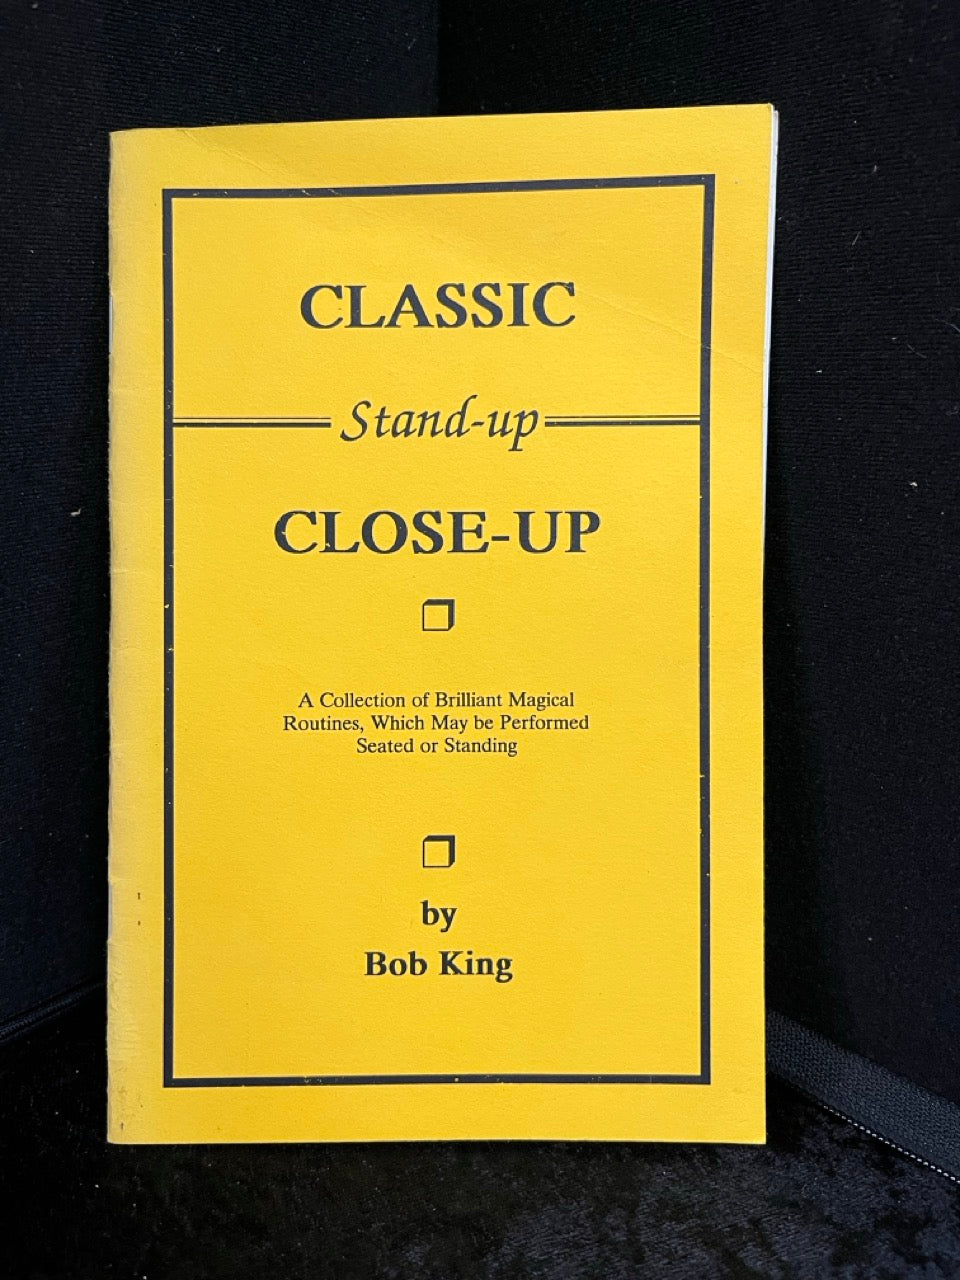 CLASSIC
Stand-up
CLOSE-UP
A Collection of Brilliant Magical
Routines, Which May be Performed
Seated or Standing
by
Bob King